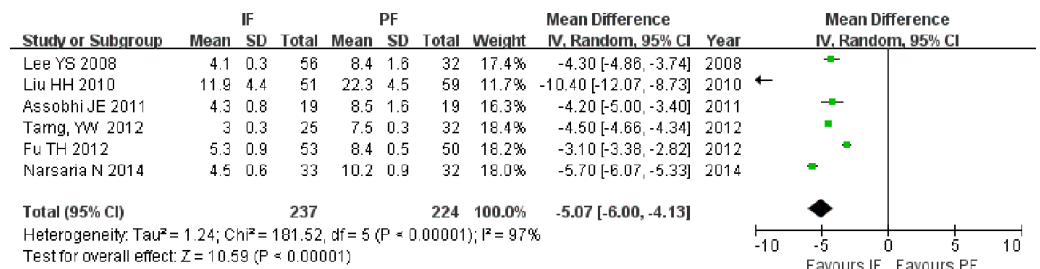 IF PF Mean Difference Mean Difference
Study or Subgroup Mean SD Total Mean SD Total Weight IV, Random, 95% CI Year IV, Random, 95% CI
Lee YS 2008 4.1 0.3 56 8.4 1.6 32 17.4% -4.30 [-4.86, -3.74] 2008
Liu HH 2010 11.9 4.4 51 22.3 4.5 59 11.7% -10.40 [-12.07, -8.73] 2010
Assobhi JE 2011 4.3 0.8 19 8.5 1.6 19 16.3% -4.20 [-5.00, -3.40] 2011
Tarng, YW 2012 3 0.3 25 7.5 0.3 32 18.4% -4.50 [-4.66, -4.34] 2012
Fu TH 2012 5.3 0.9 53 8.4 0.5 50 18.2% -3.10 [-3.38, -2.82] 2012
Narsaria N 2014 4.5 0.6 33 10.2 0.9 32 18.0% -5.70 [-6.07, -5.33] 2014
Total (95% CI) 237 224 100.0% -5.07 [-6.00, -4.13]
Heterogeneity: Tau² = 1.24; Chi² = 181.52, df = 5 (P < 0.00001); I² = 97%
Test for overall effect: Z = 10.59 (P < 0.00001)
-10 -5 0 5 10
Favours IF Favours PF